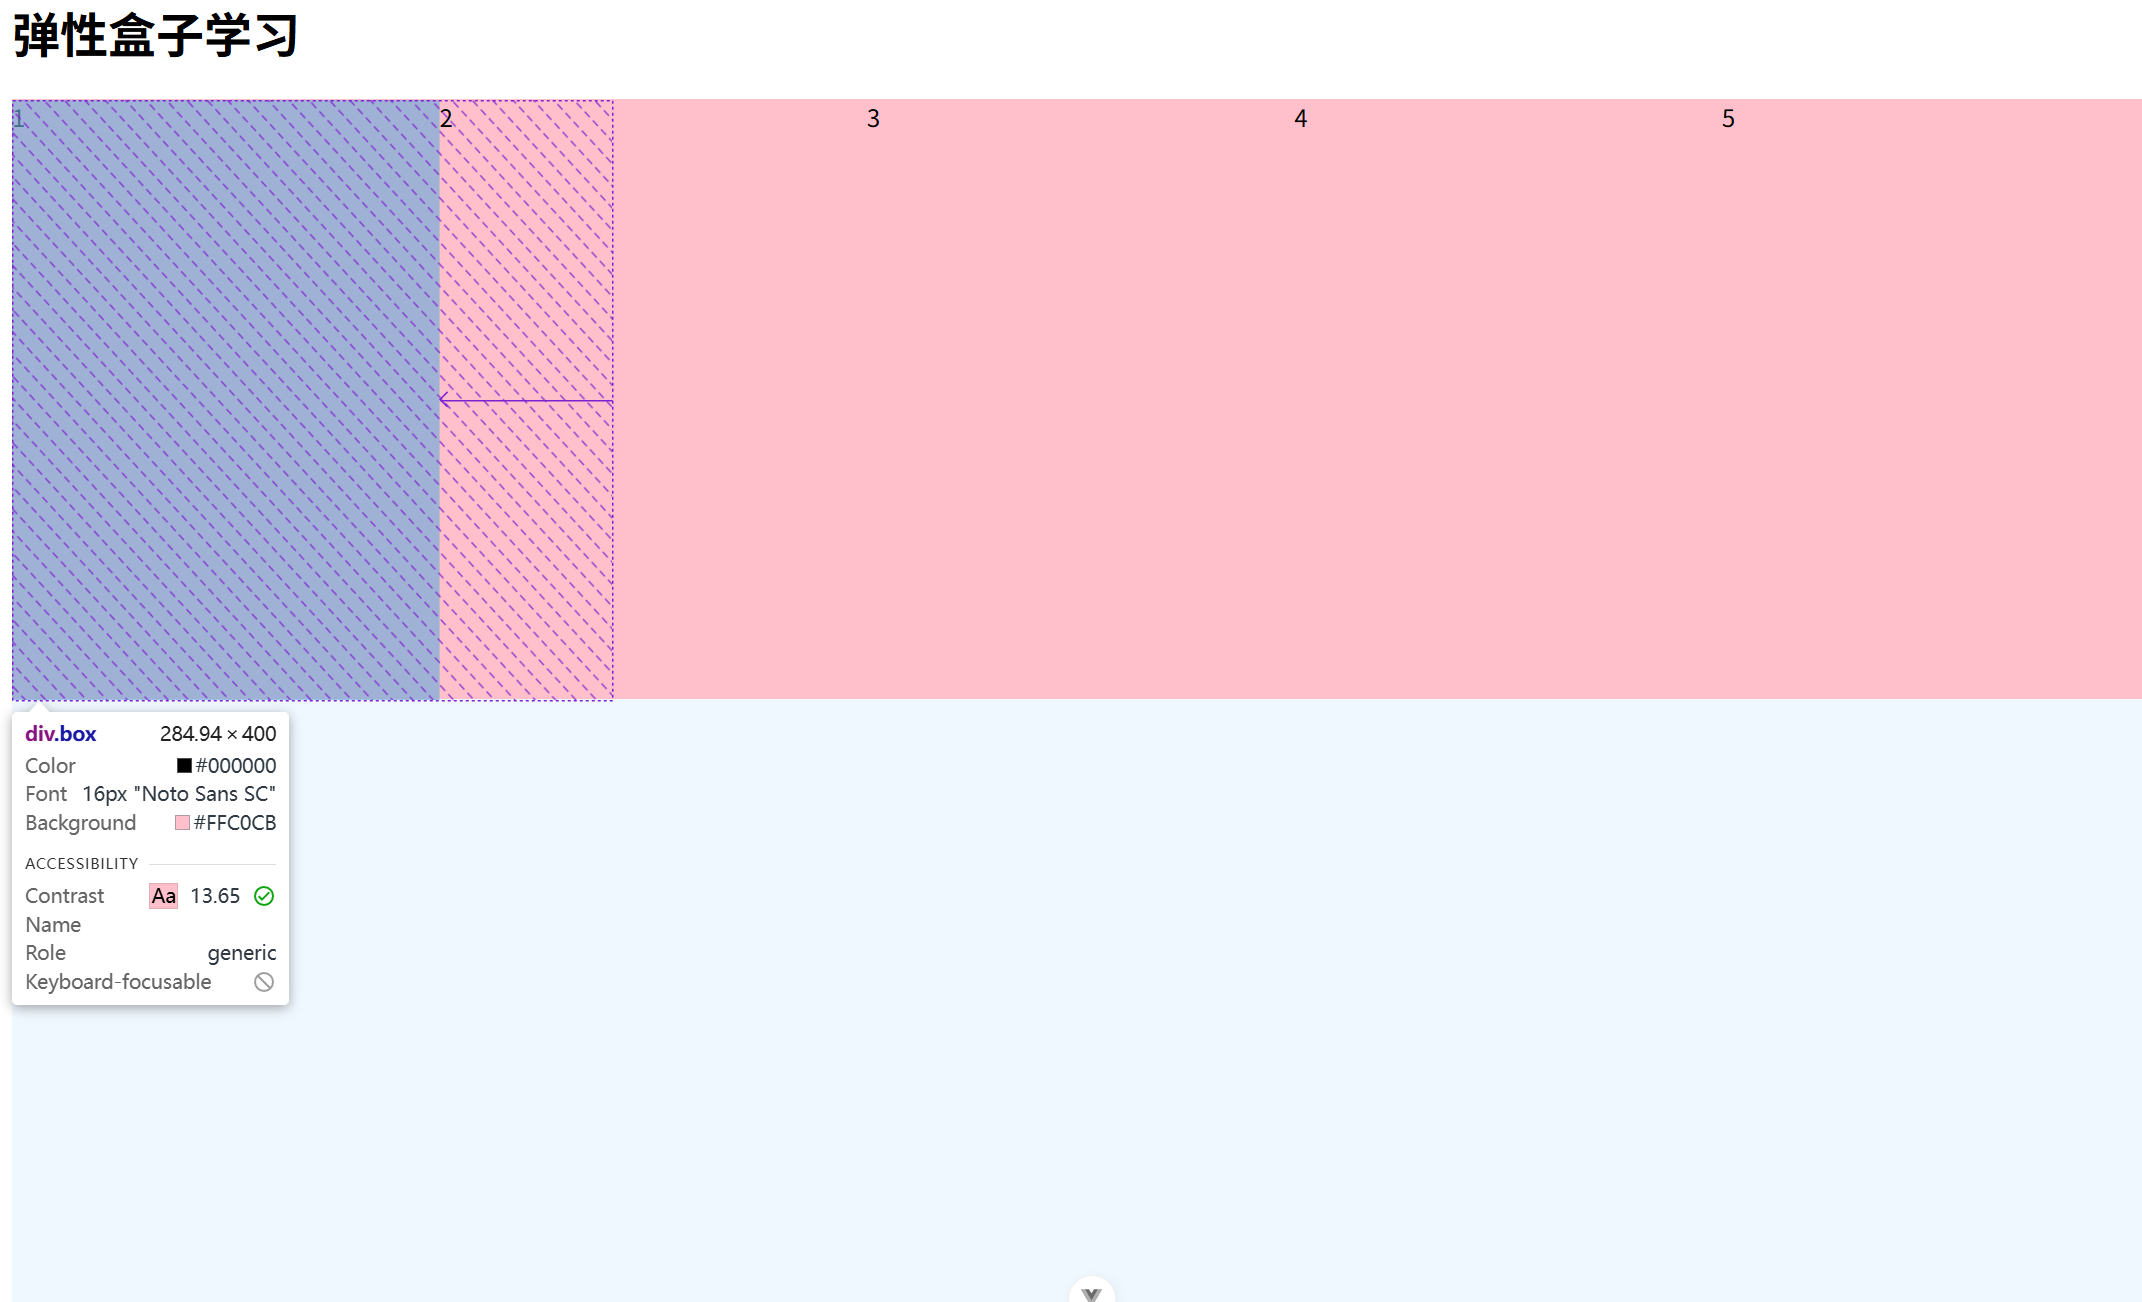 弹性盒子学习
1 2 3 4 5
div.box 284.94 × 400
Color #000000
Font 16px "Noto Sans SC"
Background #FFC0CB
ACCESSIBILITY
Contrast Aa 13.65
Name
Role generic
Keyboard-focusable